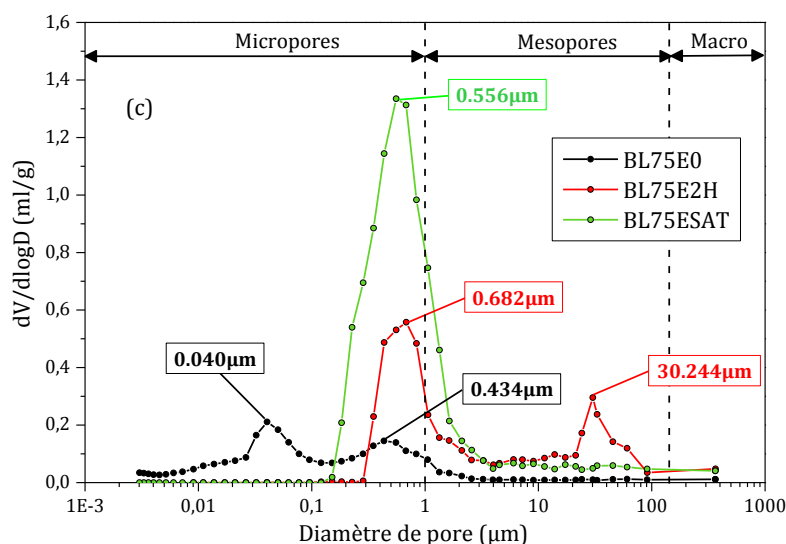 Micropores Mesopores Macro
(c)
0.556µm
BL75E0
BL75E2H
BL75ESAT
0.682µm
30.244µm
0.040µm
0.434µm
dV/dlogD (ml/g)
1,6
1,4
1,2
1,0
0,8
0,6
0,4
0,2
0,0
1E-3 0,01 0,1 1 10 100 1000
Diamètre de pore (µm)